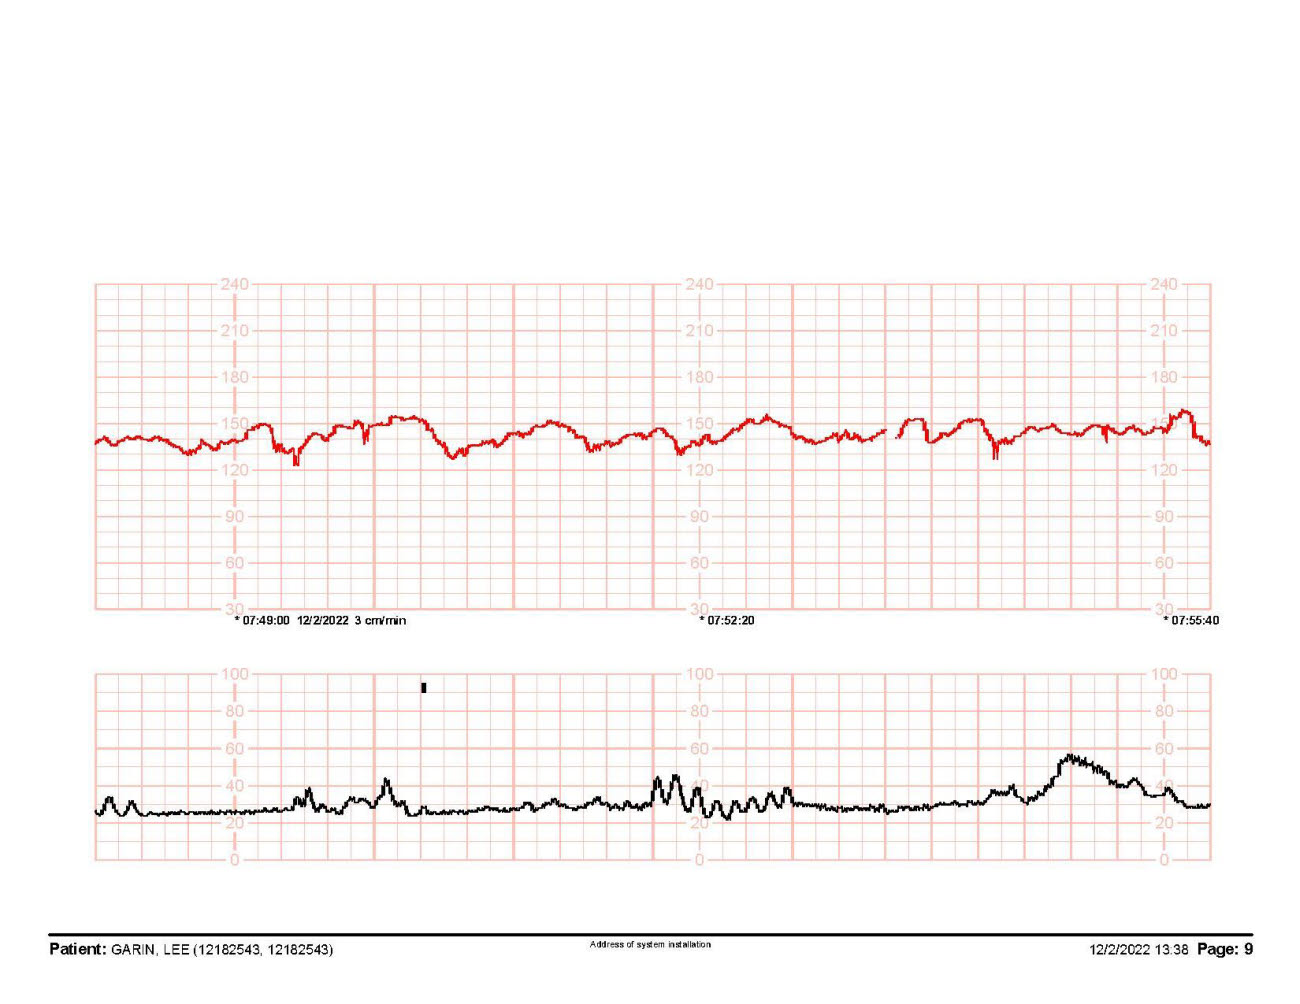 240 240 240
210 210 210
180 180 180
150 150 150
120 120 120
90 90 90
60 60 60
30 30 30
* 07:49:00 12/2/2022 3 cm/min * 07:52:20 * 07:55:40
100 100 100
80 80 80
60 60 60
40 40 40
20 20 20
0 0 0
Patient: GARIN, LEE (12182543, 12182543) Address of system installation 12/2/2022 13:38 Page: 9